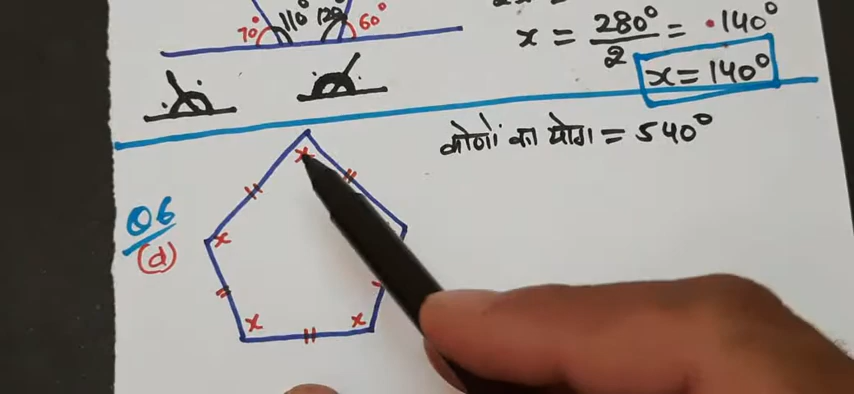 70° 110° 120° 60°
x = 280°/2 = 140°
x = 140°
कोणों का योग = 540°
Q6
(d)
x
x
x x